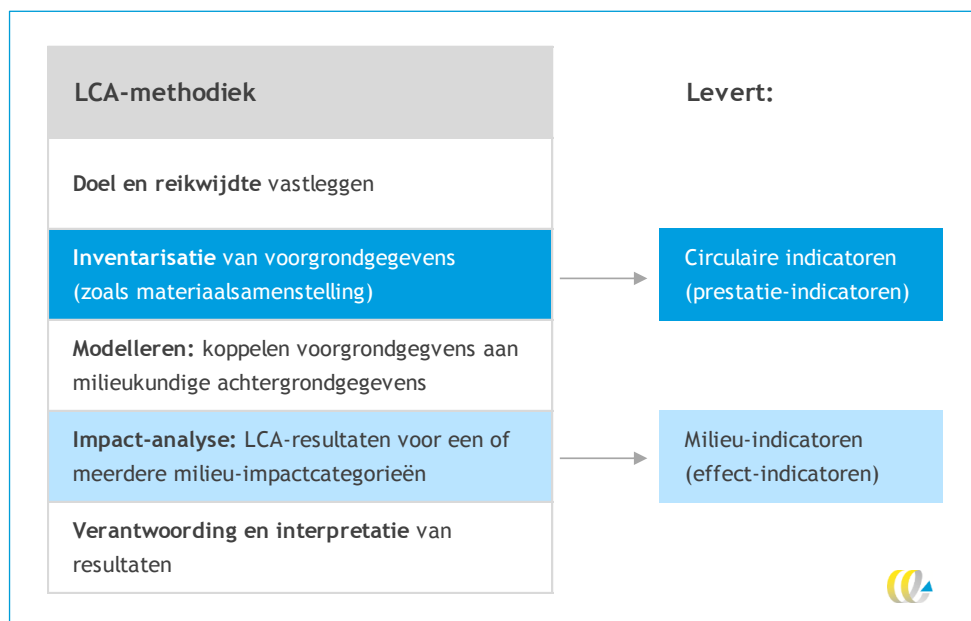 LCA-methodiek
Levert:
Doel en reikwijdte vastleggen
Inventarisatie van voorgrondgegevens
(zoals materiaalsamenstelling)
Circulaire indicatoren
(prestatie-indicatoren)
Modelleren: koppelen voorgrondgegvens aan
milieukundige achtergrondgegevens
Impact-analyse: LCA-resultaten voor een of
meerdere milieu-impactcategorieën
Milieu-indicatoren
(effect-indicatoren)
Verantwoording en interpretatie van
resultaten